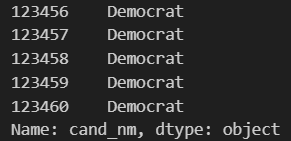 123456    Democrat
123457    Democrat
123458    Democrat
123459    Democrat
123460    Democrat
Name: cand_nm, dtype: object